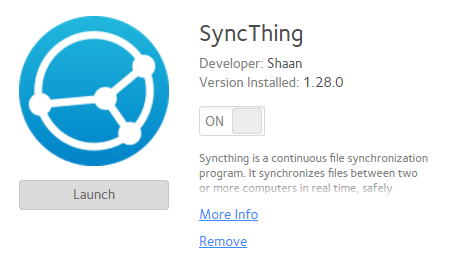 SyncThing
Developer: Shaan
Version Installed: 1.28.0
ON
Syncthing is a continuous file synchronization
program. It synchronizes files between two
or more computers in real time, safely
Launch
More Info
Remove